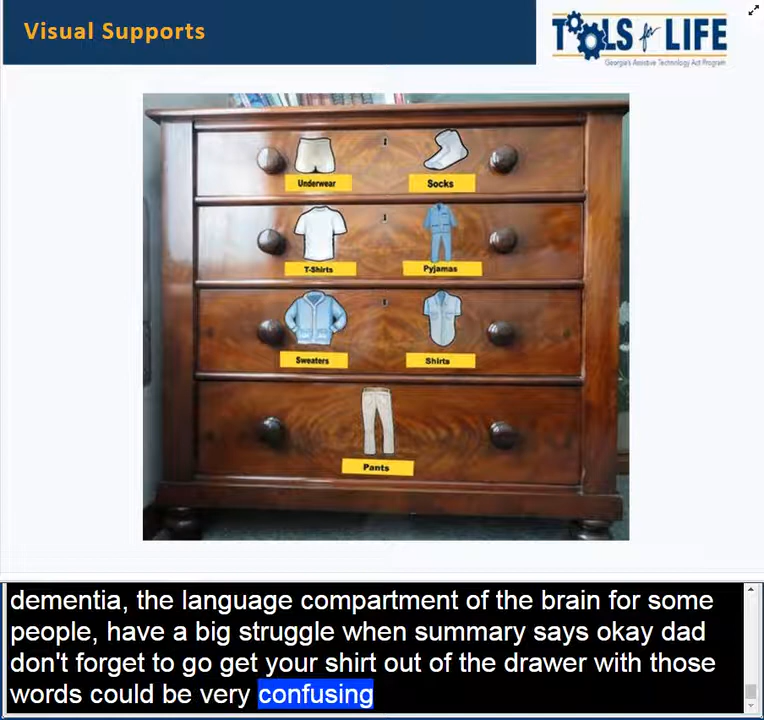 Visual Supports
TOOLS for LIFE
Georgia's Assistive Technology Act Program
Underwear
Socks
T-Shirts
Pyjamas
Sweaters
Shirts
Pants
dementia, the language compartment of the brain for some
people, have a big struggle when summary says okay dad
don't forget to go get your shirt out of the drawer with those
words could be very confusing